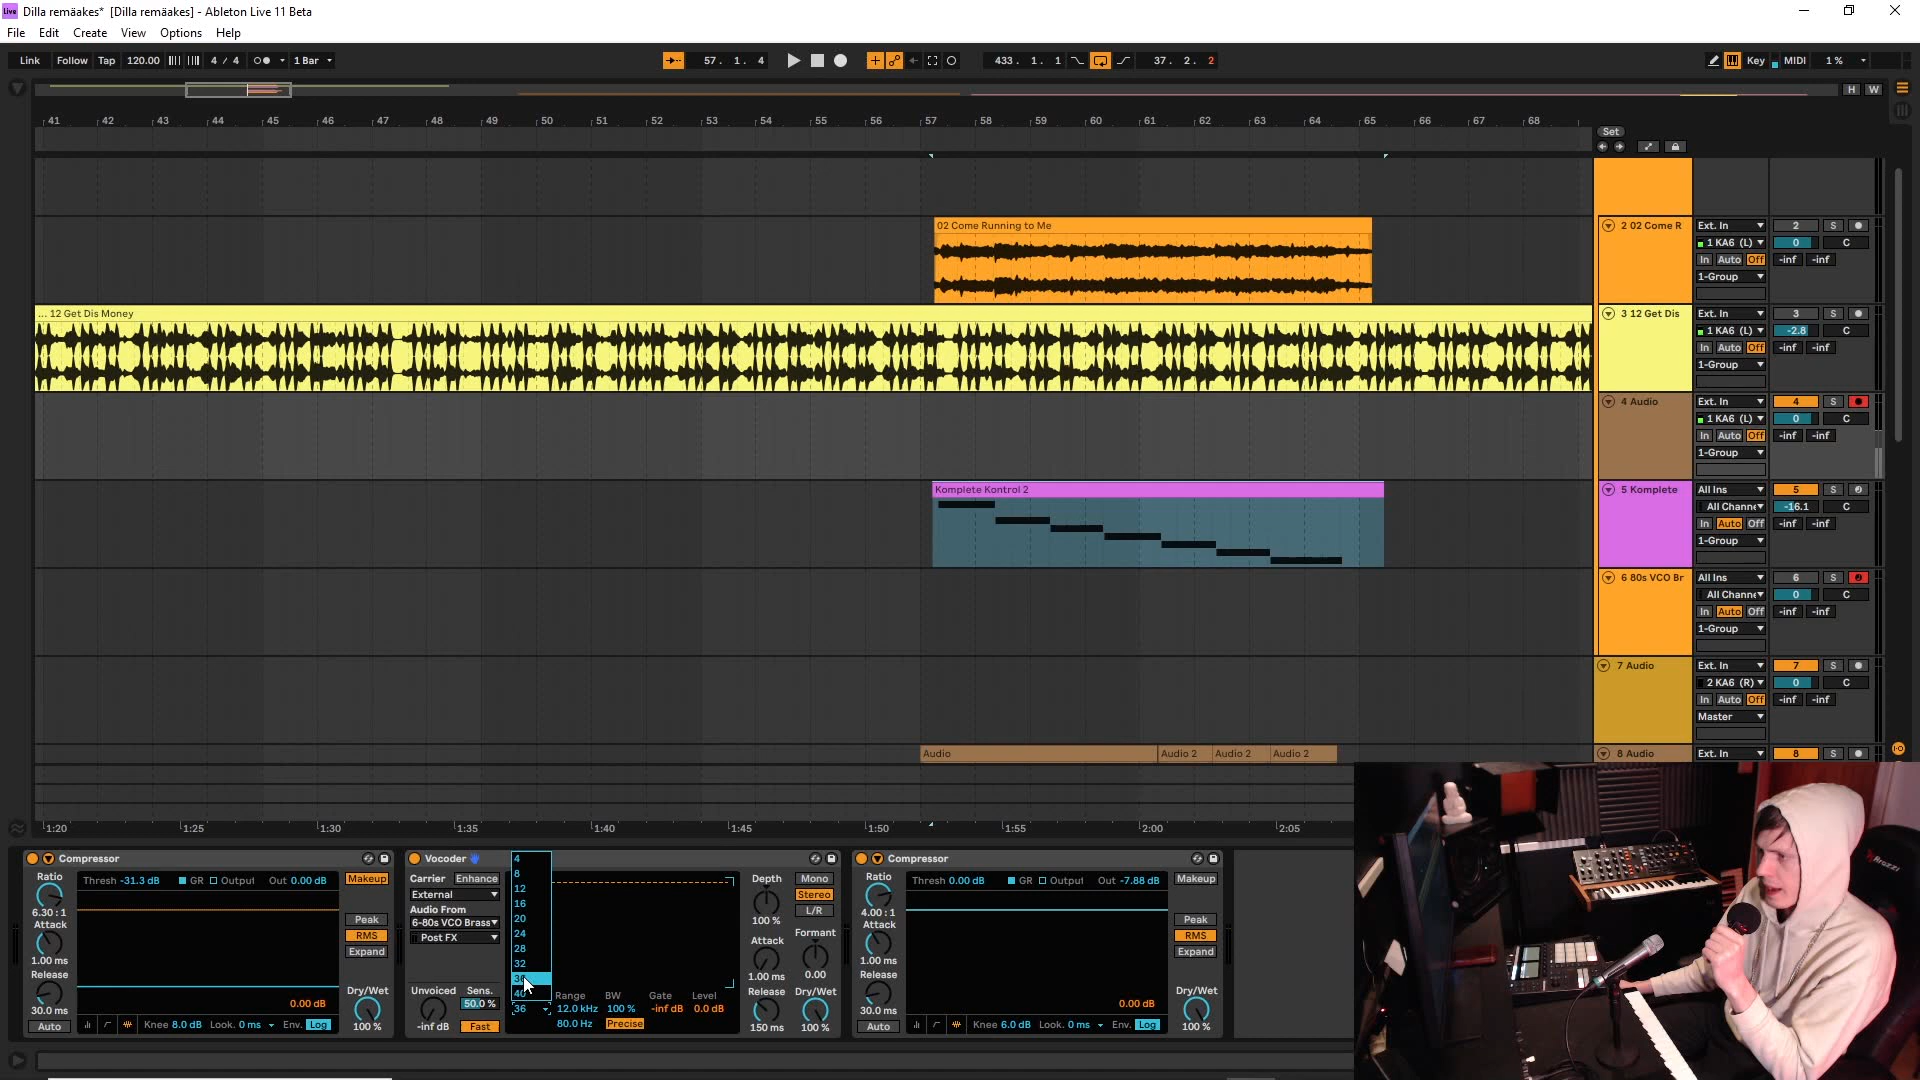 Live Dilla remäakes* [Dilla remäakes] - Ableton Live 11 Beta
File Edit Create View Options Help
Link Follow Tap 120.00 4 / 4 1 Bar 57. 1. 4 433. 1. 1 37. 2. 2 Key MIDI 1 %
H W
41 42 43 44 45 46 47 48 49 50 51 52 53 54 55 56 57 58 59 60 61 62 63 64 65 66 67 68
Set
02 Come Running to Me 2 02 Come R Ext. In 2 S
1 KA6 (L) 0 C
In Auto Off -inf -inf
1-Group
... 12 Get Dis Money 3 12 Get Dis Ext. In 3 S
1 KA6 (L) -2.8 C
In Auto Off -inf -inf
1-Group
4 Audio Ext. In 4 S
1 KA6 (L) 0 C
In Auto Off -inf -inf
1-Group
Komplete Kontrol 2 5 Komplete All Ins 5 S
All Channe -16.1 C
In Auto Off -inf -inf
1-Group
6 80s VCO Br All Ins 6 S
All Channe 0 C
In Auto Off -inf -inf
1-Group
7 Audio Ext. In 7 S
2 KA6 (R) 0 C
In Auto Off -inf -inf
Master
Audio Audio 2 Audio 2 Audio 2 8 Audio Ext. In 8 S
1:20 1:25 1:30 1:35 1:40 1:45 1:50 1:55 2:00 2:05
Compressor
Ratio Thresh -31.3 dB GR Output Out 0.00 dB Makeup
6.30 : 1
Attack Peak
RMS
1.00 ms Expand
Release
30.0 ms 0.00 dB Dry/Wet
Auto Knee 8.0 dB Look. 0 ms Env. Log 100 %
Vocoder
Carrier Enhance
External
Audio From
6-80s VCO Brass
Post FX
Unvoiced Sens.
50.0 %
-inf dB Fast
4
8
12
16
20
24
28
32
40
36
Range BW Gate Level
12.0 kHz 100 % -inf dB 0.0 dB
80.0 Hz Precise
Depth Mono
Stereo
100 % L/R
Attack Formant
1.00 ms 0.00
Release Dry/Wet
150 ms 100 %
Compressor
Ratio Thresh 0.00 dB GR Output Out -7.88 dB Makeup
4.00 : 1
Attack Peak
RMS
1.00 ms Expand
Release
30.0 ms 0.00 dB Dry/Wet
Auto Knee 6.0 dB Look. 0 ms Env. Log 100 %
Arozzi